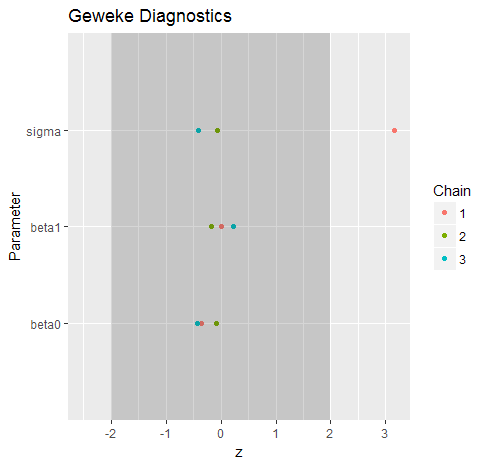 Geweke Diagnostics
sigma
beta1
beta0
Parameter
-2 -1 0 1 2 3
z
Chain
1
2
3